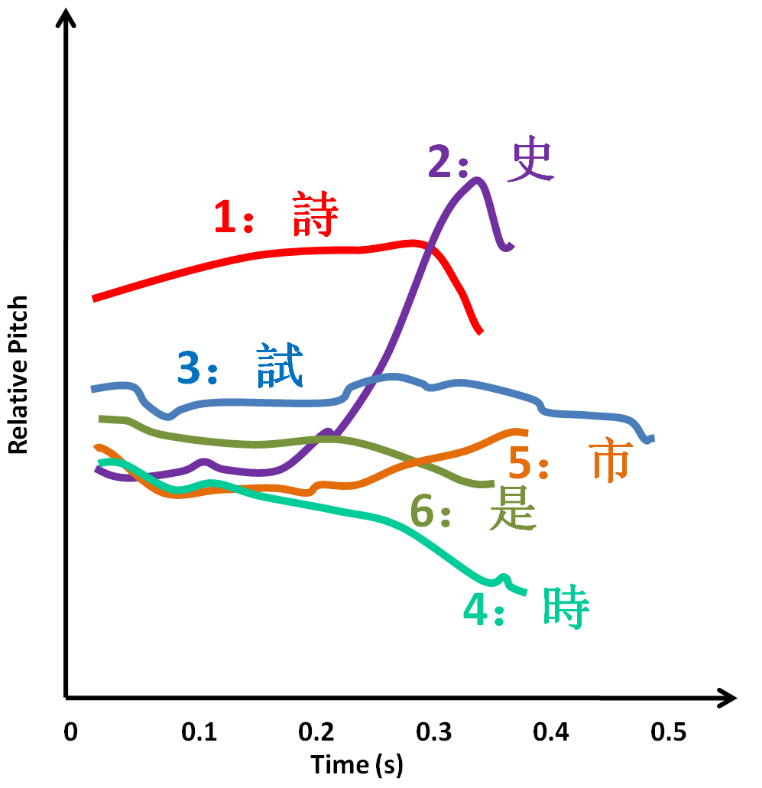 2： 史
1： 詩
3： 試
5： 市
6： 是
4： 時
Relative Pitch
0 0.1 0.2 0.3 0.4 0.5
Time (s)